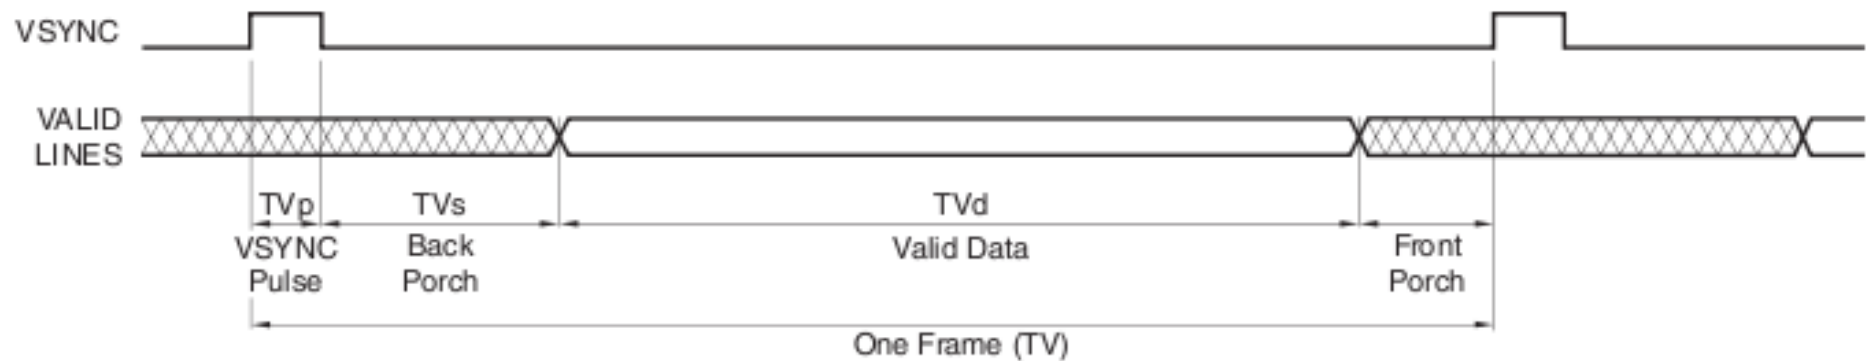 VSYNC
VALID
LINES
TVp
TVs
TVd
VSYNC
Pulse
Back
Porch
Valid Data
Front
Porch
One Frame (TV)